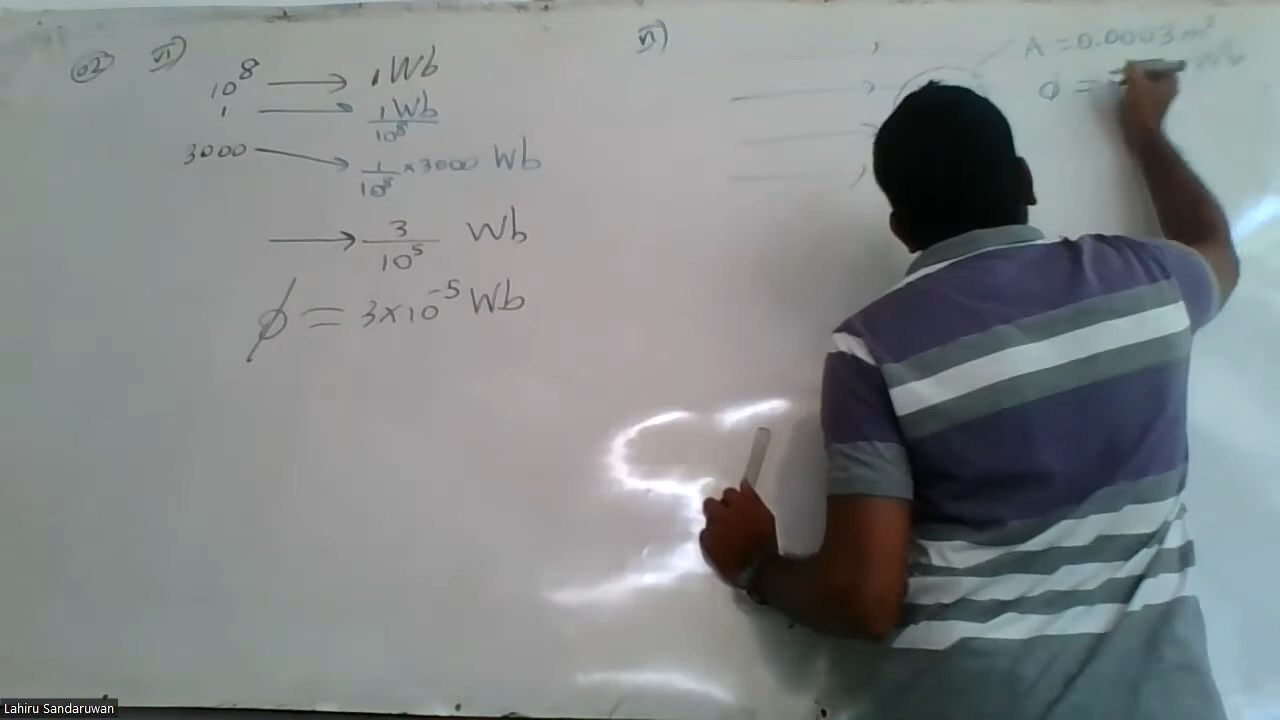 02 vi)
10^8 → 1 Wb
1 → 1 Wb / 10^8
3000 → 1/10^8 × 3000 Wb
→ 3/10^5 Wb
ϕ = 3×10^-5 Wb
A = 0.0003 m²
ϕ =
Lahiru Sandaruwan